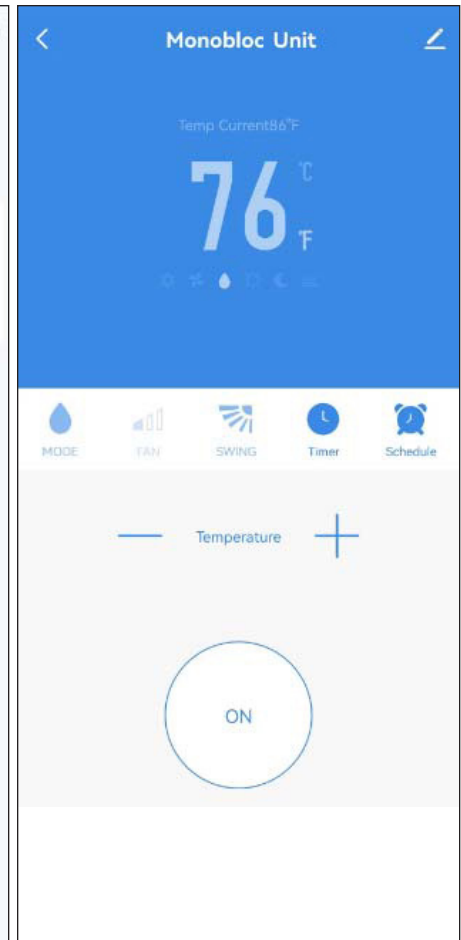 Monobloc Unit
Temp Current86°F
76
°C
°F
MODE
FAN
SWING
Timer
Schedule
Temperature
ON